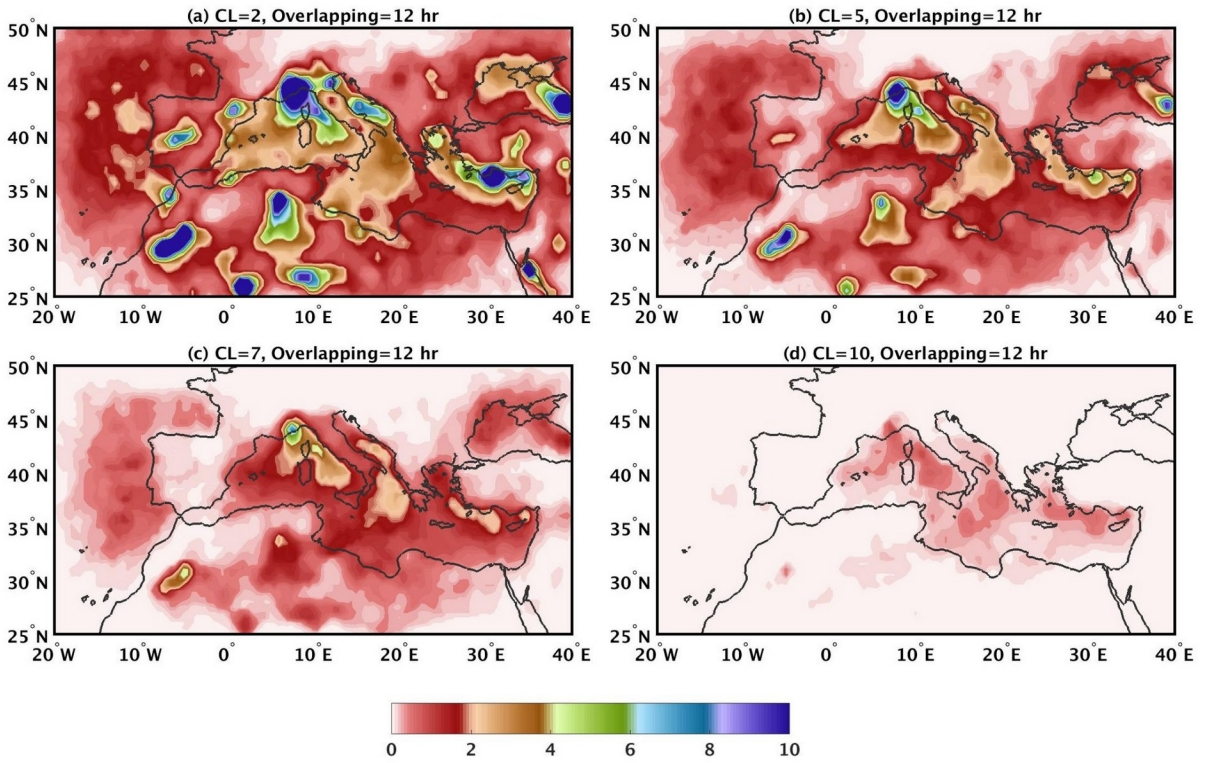 (a) CL=2, Overlapping=12 hr
50°N
45°N
40°N
35°N
30°N
25°N
20°W 10°W 0° 10°E 20°E 30°E 40°E
(b) CL=5, Overlapping=12 hr
50°N
45°N
40°N
35°N
30°N
25°N
20°W 10°W 0° 10°E 20°E 30°E 40°E
(c) CL=7, Overlapping=12 hr
50°N
45°N
40°N
35°N
30°N
25°N
20°W 10°W 0° 10°E 20°E 30°E 40°E
(d) CL=10, Overlapping=12 hr
50°N
45°N
40°N
35°N
30°N
25°N
20°W 10°W 0° 10°E 20°E 30°E 40°E
0 2 4 6 8 10